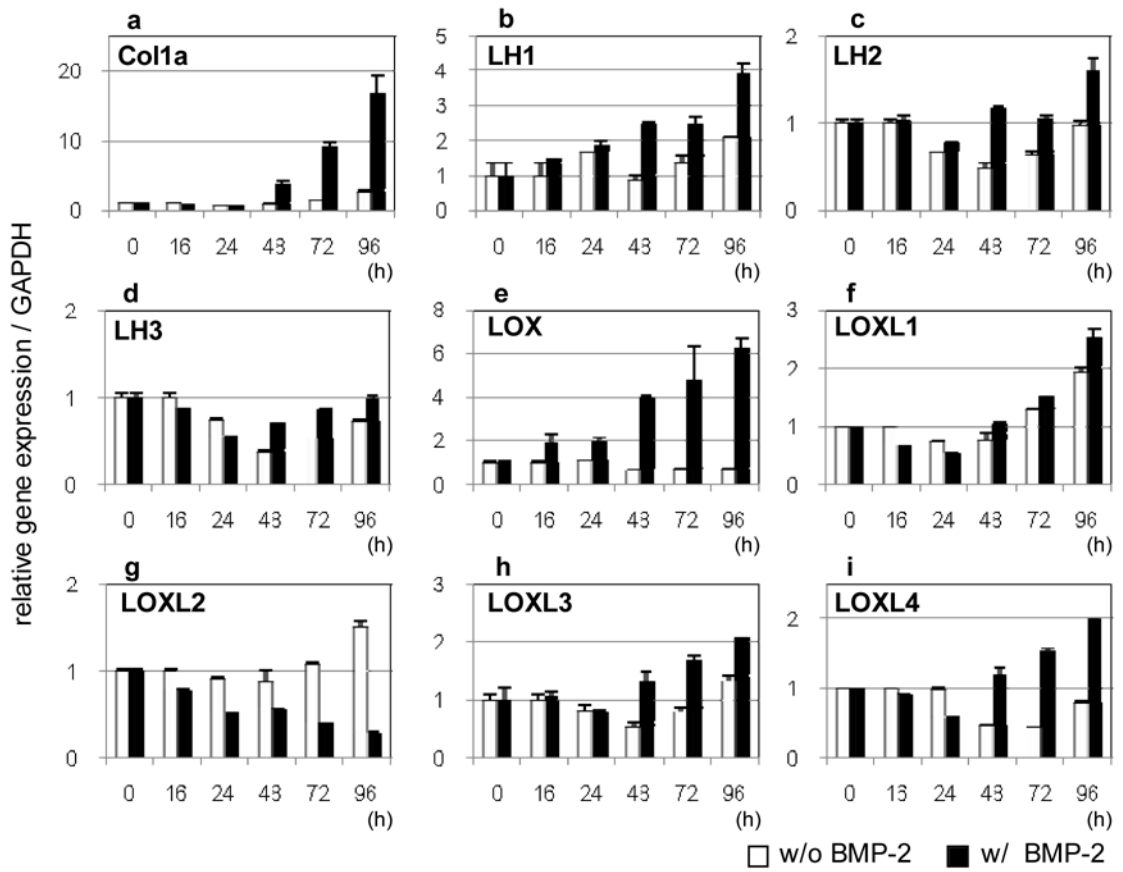 relative gene expression / GAPDH
a
Col1a
20
10
0
0 16 24 43 72 96
(h)
b
LH1
5
4
3
2
1
0
0 16 24 43 72 96
(h)
c
LH2
2
1
0
0 16 24 43 72 96
(h)
d
LH3
2
1
0
0 16 24 43 72 96
(h)
e
LOX
8
6
4
2
0
0 16 24 43 72 96
(h)
f
LOXL1
3
2
1
0
0 16 24 43 72 96
(h)
g
LOXL2
2
1
0
0 16 24 43 72 96
(h)
h
LOXL3
3
2
1
0
0 16 24 43 72 96
(h)
i
LOXL4
2
1
0
0 13 24 43 72 96
(h)
w/o BMP-2 w/ BMP-2